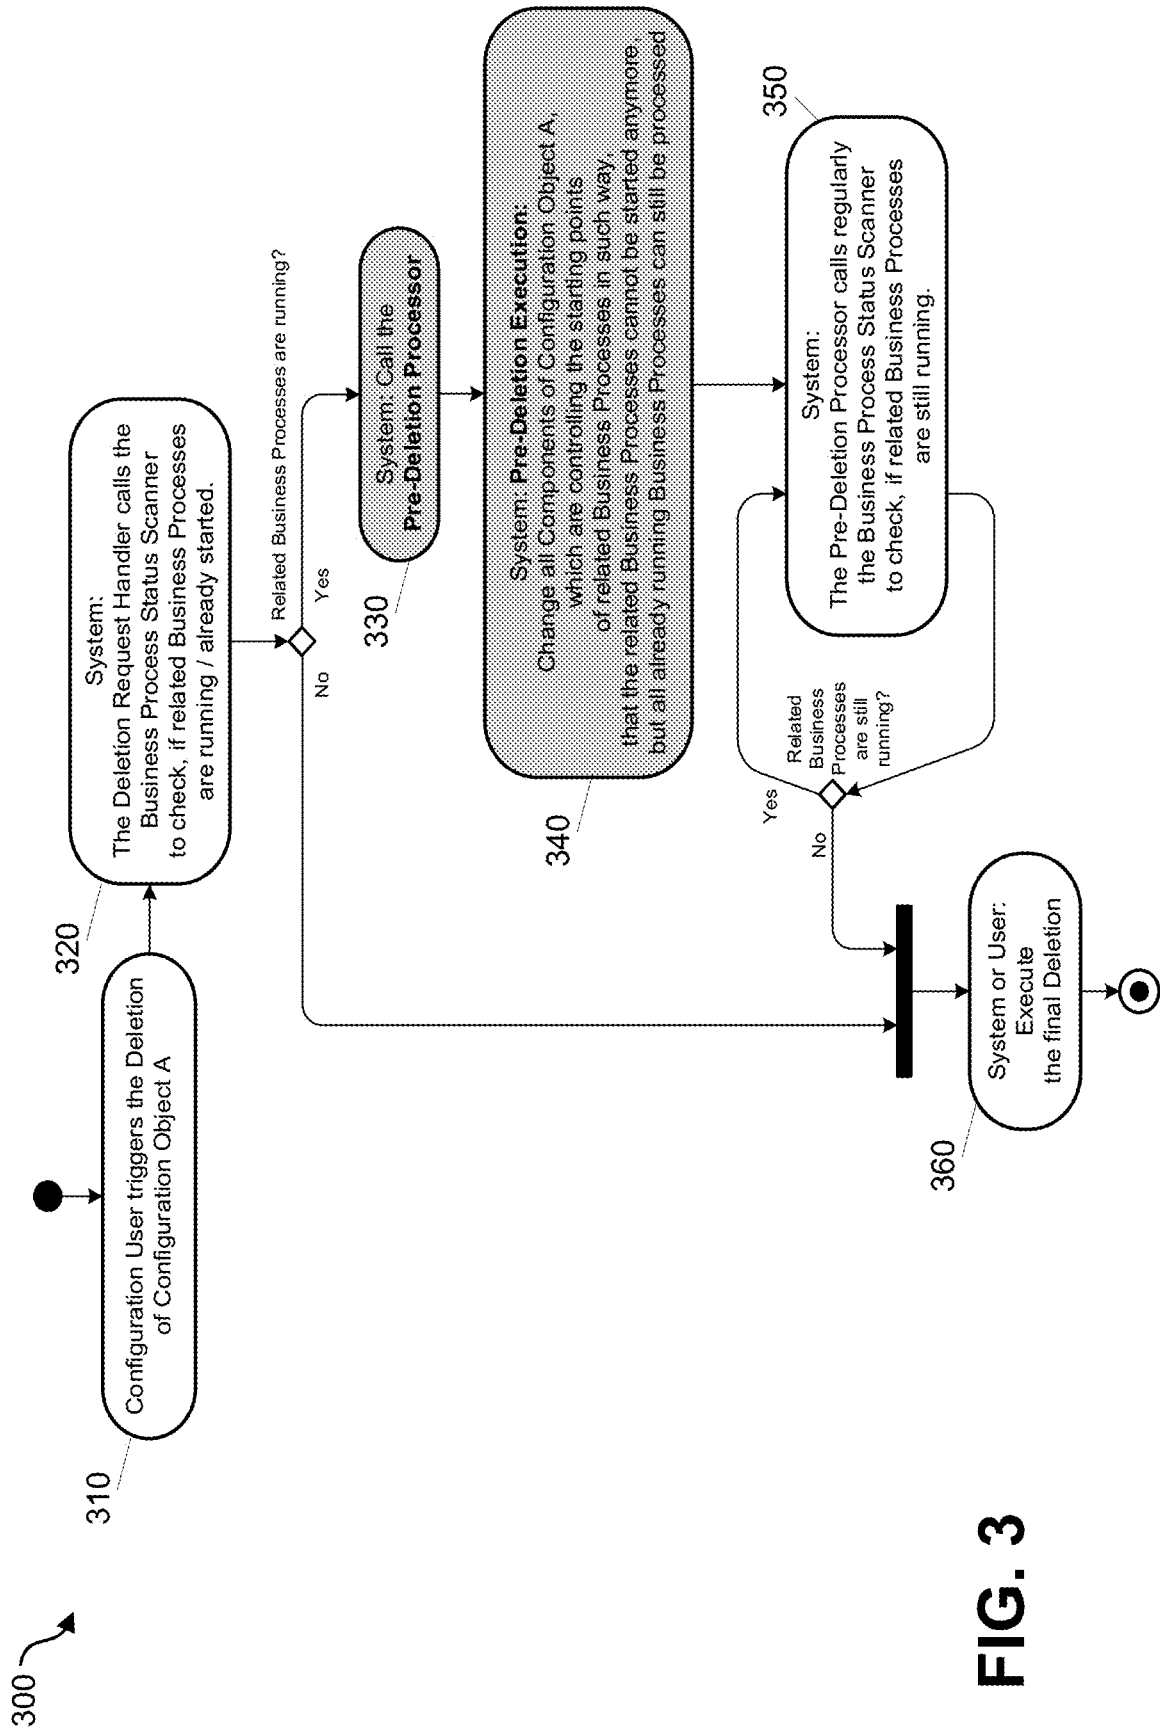 300
310
Configuration User triggers the Deletion
of Configuration Object A
320
System:
The Deletion Request Handler calls the
Business Process Status Scanner
to check, if related Business Processes
are running / already started.
Related Business Processes are running?
Yes
No
330
System: Call the
Pre-Deletion Processor
340
System: Pre-Deletion Execution:
Change all Components of Configuration Object A,
which are controlling the starting points
of related Business Processes in such way,
that the related Business Processes cannot be started anymore,
but all already running Business Processes can still be processed
350
System:
The Pre-Deletion Processor calls regularly
the Business Process Status Scanner
to check, if related Business Processes
are still running.
Related
Business
Processes
are still
running?
Yes
No
360
System or User:
Execute
the final Deletion
FIG. 3